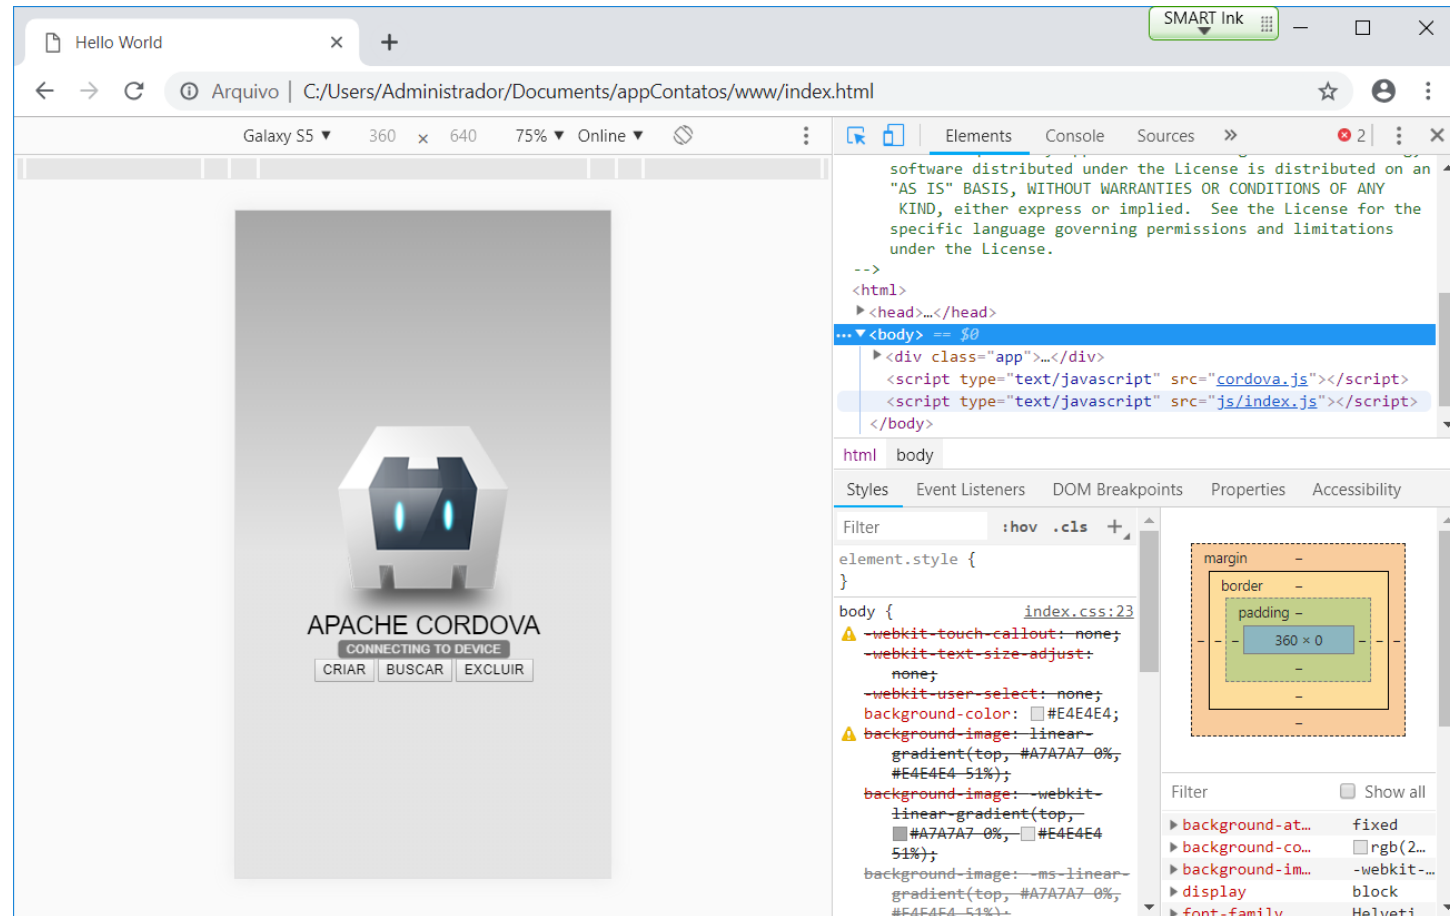 SMART Ink
Hello World
Arquivo | C:/Users/Administrador/Documents/appContatos/www/index.html
Galaxy S5 ▼ 360 × 640 75% ▼ Online ▼
Elements Console Sources » 2
software distributed under the License is distributed on an
"AS IS" BASIS, WITHOUT WARRANTIES OR CONDITIONS OF ANY
KIND, either express or implied. See the License for the
specific language governing permissions and limitations
under the License.
-->
<html>
▶<head>…</head>
…▼<body> == $0
▶<div class="app">…</div>
<script type="text/javascript" src="cordova.js"></script>
<script type="text/javascript" src="js/index.js"></script>
</body>
html body
Styles Event Listeners DOM Breakpoints Properties Accessibility
Filter :hov .cls +
element.style {
}
body { index.css:23
-webkit-touch-callout: none;
-webkit-text-size-adjust:
none;
-webkit-user-select: none;
background-color: #E4E4E4;
background-image: linear-
gradient(top, #A7A7A7 0%,
#E4E4E4 51%);
background-image: -webkit-
linear-gradient(top,
#A7A7A7 0%, #E4E4E4
51%);
background-image: -ms-linear-
gradient(top, #A7A7A7 0%,
#E4E4E4 51%);
margin –
border –
padding –
– – – 360 × 0 – – –
–
–
–
Filter Show all
▶background-at… fixed
▶background-co… rgb(2…
▶background-im… -webkit-…
▶display block
▶font-family Helveti
APACHE CORDOVA
CONNECTING TO DEVICE
CRIAR BUSCAR EXCLUIR